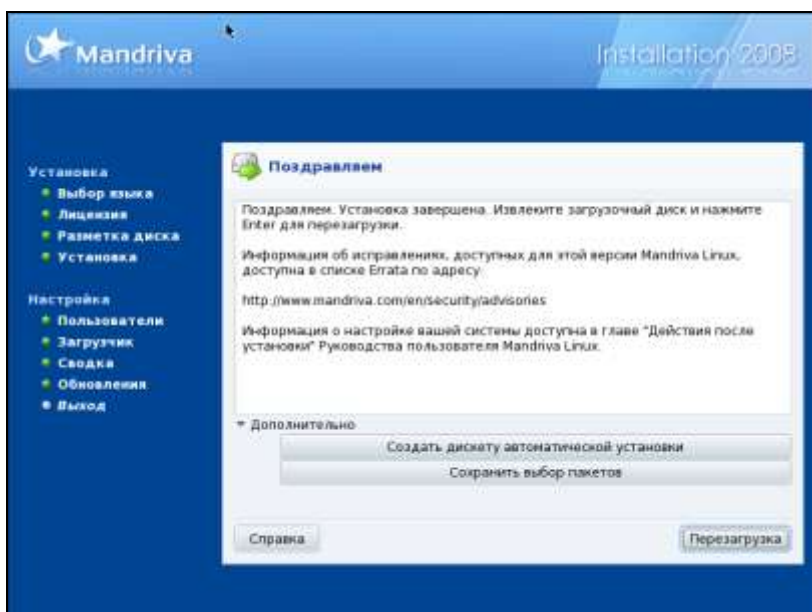 Mandriva
Installation 2008
Установка
Выбор языка
Лицензия
Разметка диска
Установка
Настройка
Пользователи
Загрузчик
Сводка
Обновления
Выход
Поздравляем
Поздравляем. Установка завершена. Извлеките загрузочный диск и нажмите
Enter для перезагрузки.
Информация об исправлениях, доступных для этой версии Mandriva Linux,
доступна в списке Errata по адресу
http://www.mandriva.com/en/security/advisories
Информация о настройке вашей системы доступна в главе "Действия после
установки" Руководства пользователя Mandriva Linux.
Дополнительно
Создать дискету автоматической установки
Сохранить выбор пакетов
Справка
Перезагрузка